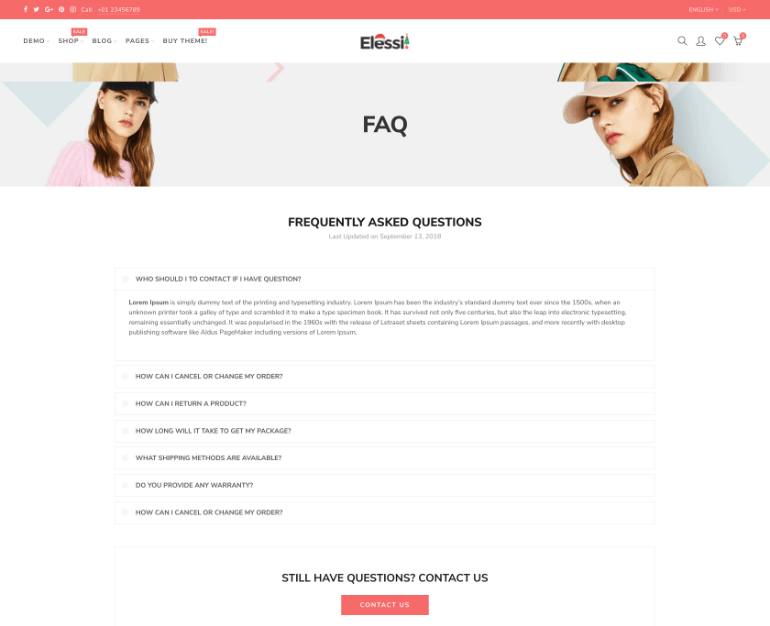 Call: +01 23456789
ENGLISH
USD
DEMO
SALE
SHOP
BLOG
PAGES
SALE!
BUY THEME!
Elessi
0
0
FAQ
FREQUENTLY ASKED QUESTIONS
Last Updated on September 13, 2018
WHO SHOULD I TO CONTACT IF I HAVE QUESTION?
Lorem Ipsum is simply dummy text of the printing and typesetting industry. Lorem Ipsum has been the industry's standard dummy text ever since the 1500s, when an
unknown printer took a galley of type and scrambled it to make a type specimen book. It has survived not only five centuries, but also the leap into electronic typesetting,
remaining essentially unchanged. It was popularised in the 1960s with the release of Letraset sheets containing Lorem Ipsum passages, and more recently with desktop
publishing software like Aldus PageMaker including versions of Lorem Ipsum.
HOW CAN I CANCEL OR CHANGE MY ORDER?
HOW CAN I RETURN A PRODUCT?
HOW LONG WILL IT TAKE TO GET MY PACKAGE?
WHAT SHIPPING METHODS ARE AVAILABLE?
DO YOU PROVIDE ANY WARRANTY?
HOW CAN I CANCEL OR CHANGE MY ORDER?
STILL HAVE QUESTIONS? CONTACT US
CONTACT US